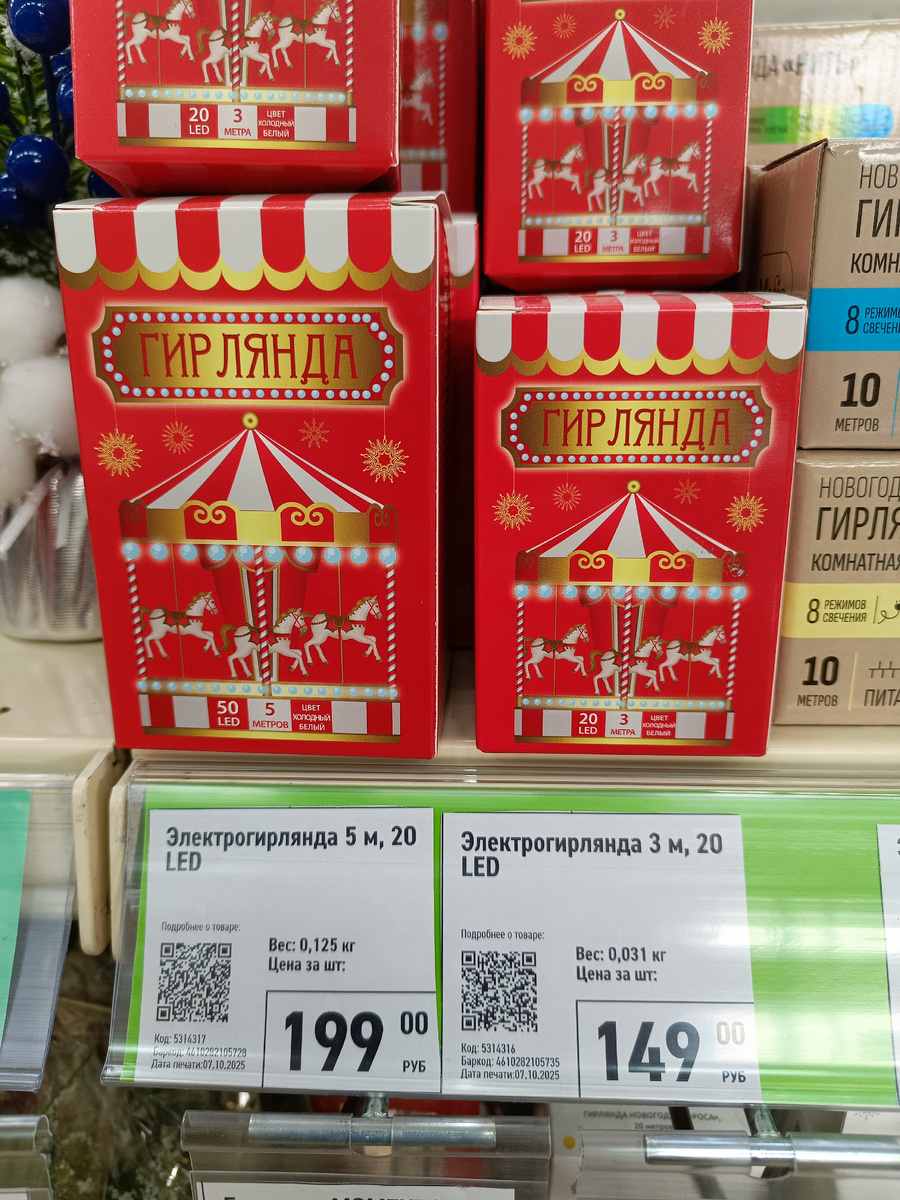 20
LED
3
МЕТРА
ЦВЕТ
ХОЛОДНЫЙ
БЕЛЫЙ
20
LED
3
МЕТРА
ЦВЕТ
ХОЛОДНЫЙ
БЕЛЫЙ
ГИРЛЯНДА
50
LED
5
МЕТРОВ
ЦВЕТ
ХОЛОДНЫЙ
БЕЛЫЙ
ГИРЛЯНДА
20
LED
3
МЕТРА
ЦВЕТ
ХОЛОДНЫЙ
БЕЛЫЙ
НОВ
ГИ
КОМН
8 РЕЖИМО
СВЕЧЕНИ
10
МЕТРОВ
НОВОГОД
ГИРЛЯ
КОМНАТНАЯ
8 РЕЖИМОВ
СВЕЧЕНИЯ
10
МЕТРОВ
ПИТА
Электрогирлянда 5 м, 20
LED
Подробнее о товаре:
Вес: 0,125 кг
Цена за шт:
199 00
РУБ
Код: 5314317
Баркод: 4610282105728
Дата печати:07.10.2025
Электрогирлянда 3 м, 20
LED
Подробнее о товаре:
Вес: 0,031 кг
Цена за шт:
149 00
РУБ
Код: 5314316
Баркод: 4610282105735
Дата печати:07.10.2025